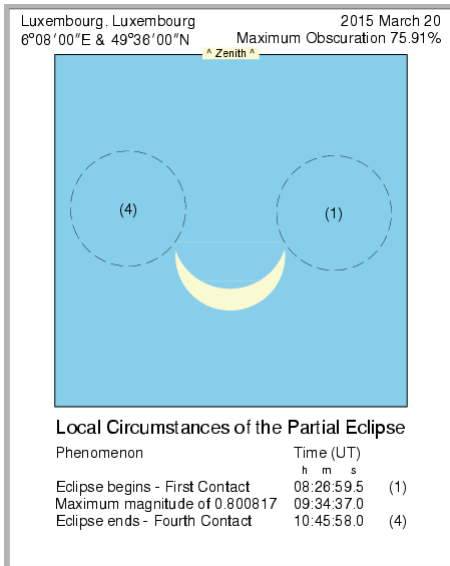 Luxembourg, Luxembourg 2015 March 20
6°08′00″E & 49°36′00″N Maximum Obscuration 75.91%
^ Zenith ^
(4) (1)
Local Circumstances of the Partial Eclipse
Phenomenon Time (UT)
h m s
Eclipse begins - First Contact 08:26:59.5 (1)
Maximum magnitude of 0.800817 09:34:37.0
Eclipse ends - Fourth Contact 10:45:58.0 (4)